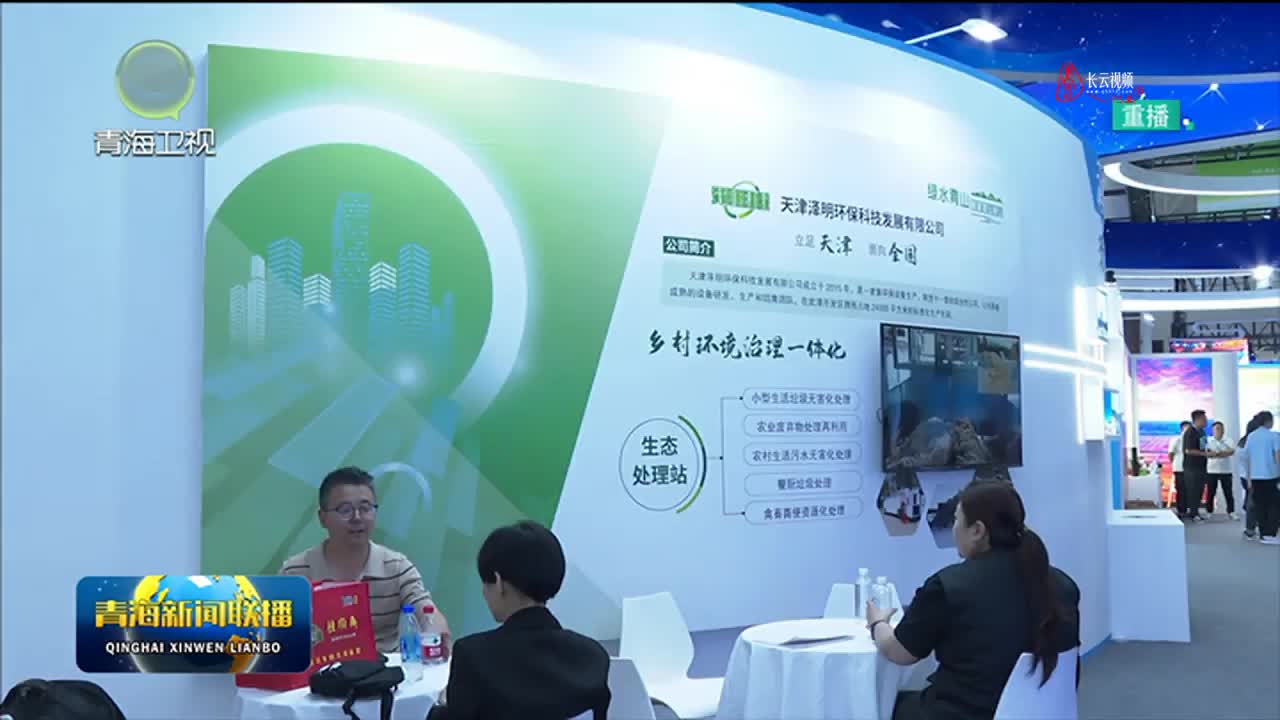 青海卫视
长云视频
重播
绿水青山
天津泽明环保科技发展有限公司
立足天津 面向全国
公司简介
乡村环境治理一体化
生态
处理站
小型生活垃圾无害化处理
农业废弃物处理再利用
农村生活污水无害化处理
餐厨垃圾处理
禽畜粪便资源化处理
青海新闻联播
QINGHAI XINWEN LIANBO